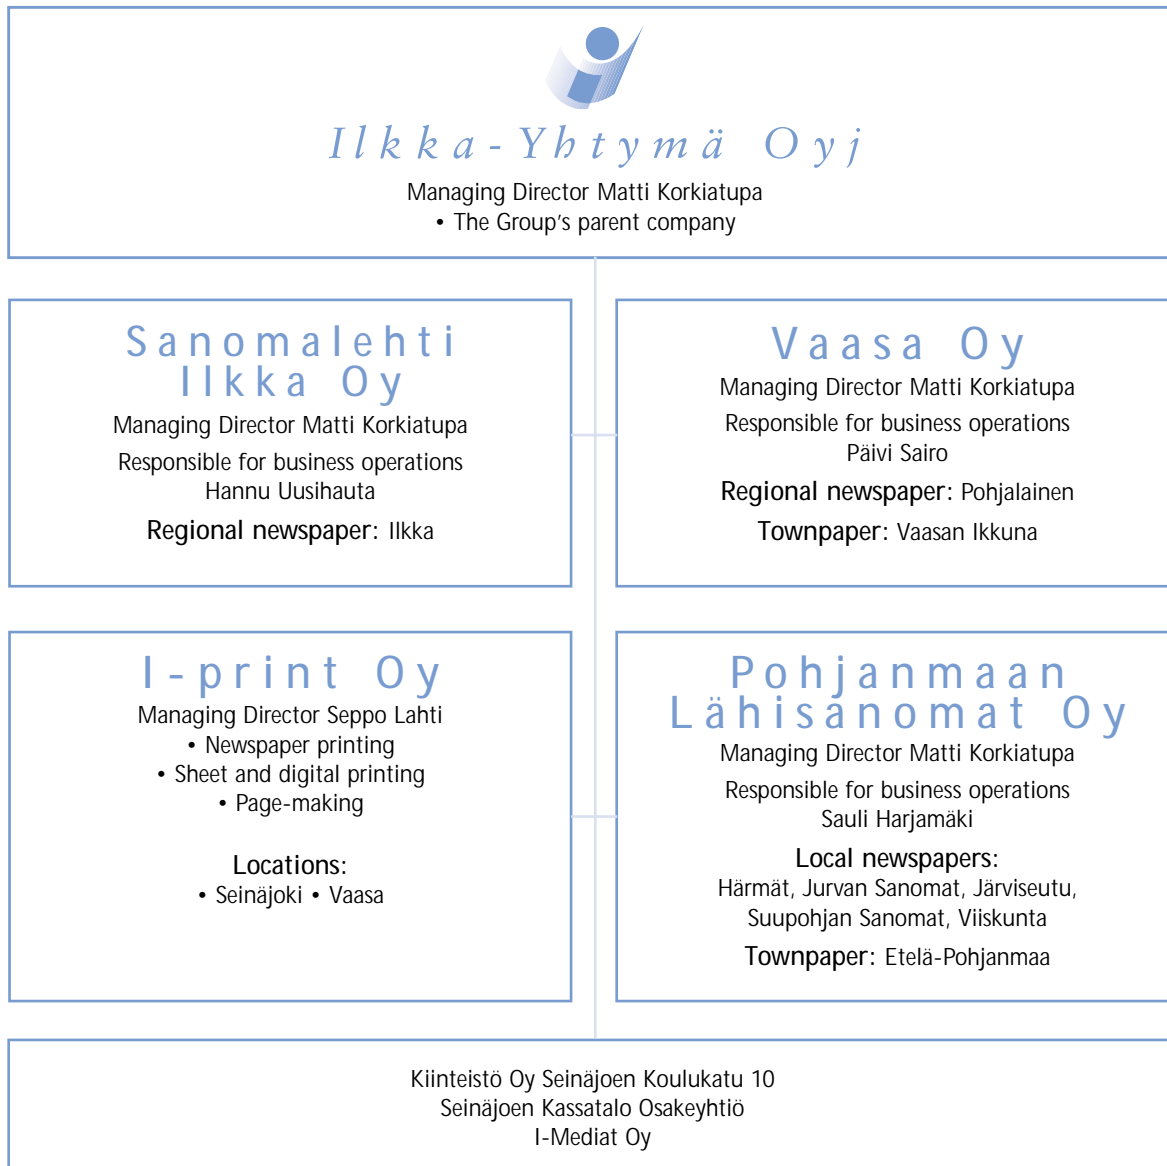 Ilkka-Yhtymä Oyj
Managing Director Matti Korkiatupa
• The Group's parent company
Sanomalehti
Ilkka Oy
Managing Director Matti Korkiatupa
Responsible for business operations
Hannu Uusihauta
Regional newspaper: Ilkka
Vaasa Oy
Managing Director Matti Korkiatupa
Responsible for business operations
Päivi Sairo
Regional newspaper: Pohjalainen
Townpaper: Vaasan Ikkuna
I-print Oy
Managing Director Seppo Lahti
• Newspaper printing
• Sheet and digital printing
• Page-making
Locations:
• Seinäjoki • Vaasa
Pohjanmaan
Lähisanomat Oy
Managing Director Matti Korkiatupa
Responsible for business operations
Sauli Harjamäki
Local newspapers:
Härmät, Jurvan Sanomat, Järviseutu,
Suupohjan Sanomat, Viiskunta
Townpaper: Etelä-Pohjanmaa
Kiinteistö Oy Seinäjoen Koulukatu 10
Seinäjoen Kassatalo Osakeyhtiö
I-Mediat Oy